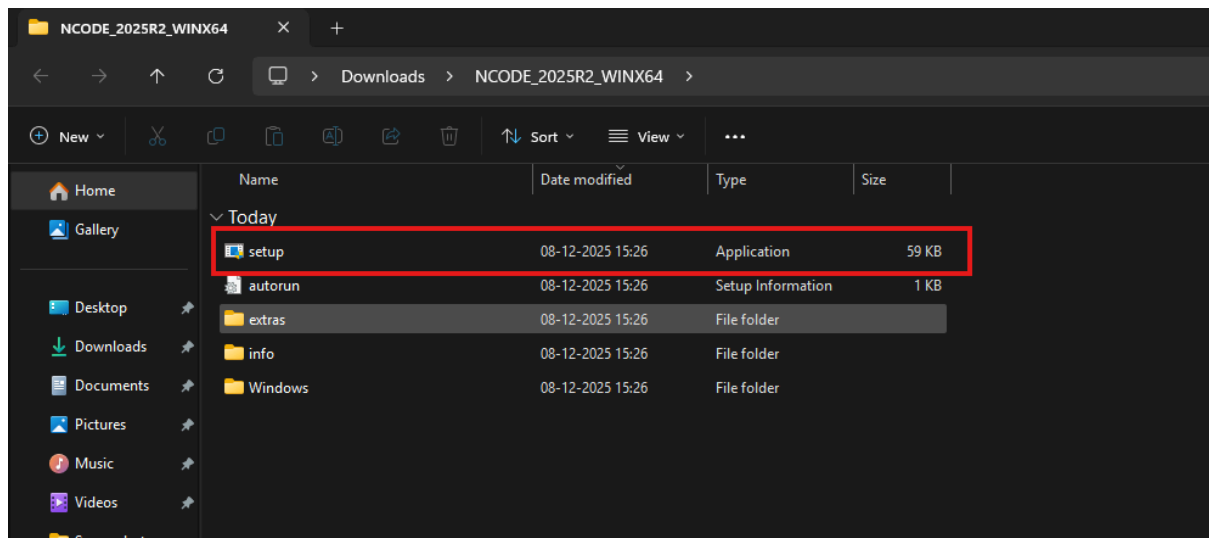 NCODE_2025R2_WINX64
Downloads > NCODE_2025R2_WINX64 >
New Sort View
Name Date modified Type Size
Home
Gallery
Desktop
Downloads
Documents
Pictures
Music
Videos
Today
setup 08-12-2025 15:26 Application 59 KB
autorun 08-12-2025 15:26 Setup Information 1 KB
extras 08-12-2025 15:26 File folder
info 08-12-2025 15:26 File folder
Windows 08-12-2025 15:26 File folder